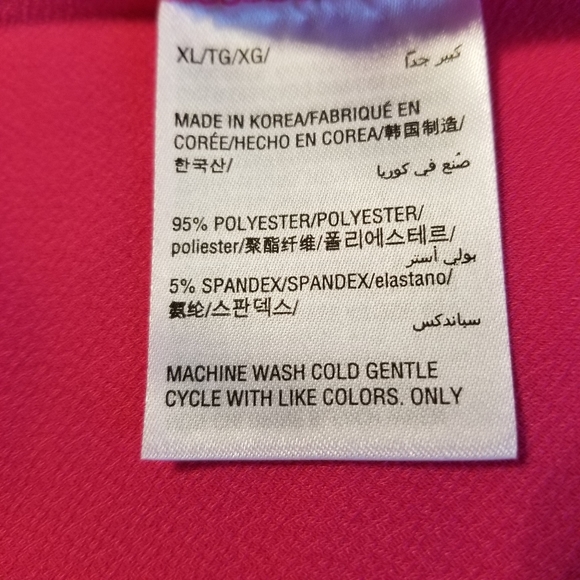 XL/TG/XG/ كبير جدًا
MADE IN KOREA/FABRIQUÉ EN
CORÉE/HECHO EN COREA/韩国制造/
한국산/ صُنع في كوريا
95% POLYESTER/POLYESTER/
poliester/聚酯纤维/폴리에스테르/
بولي أستر
5% SPANDEX/SPANDEX/elastano/
氨纶/스판덱스/
سباندكس
MACHINE WASH COLD GENTLE
CYCLE WITH LIKE COLORS. ONLY